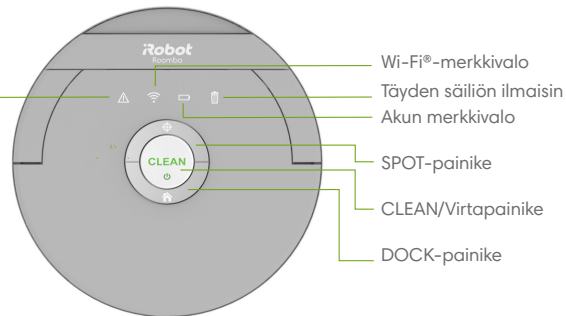 iRobot
Roomba
Wi-Fi®-merkkivalo
Täyden säiliön ilmaisin
Akun merkkivalo
SPOT-painike
CLEAN
CLEAN/Virtapainike
DOCK-painike